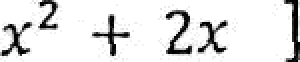 x² + 2x ]